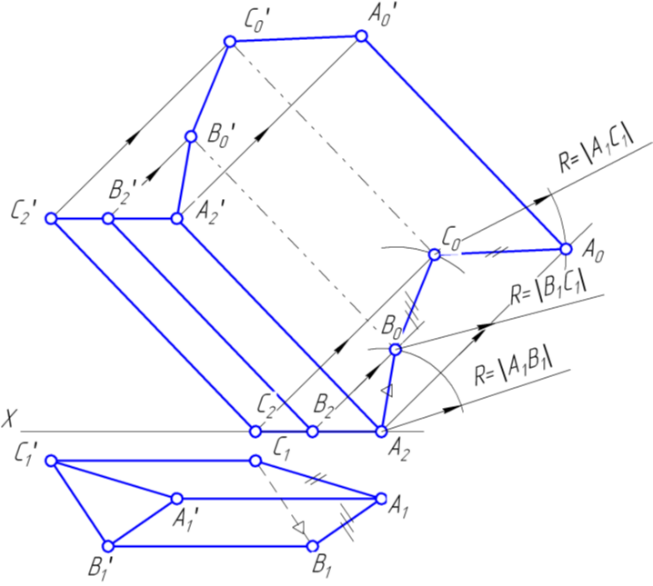 C₀'
A₀'
R=|A₁C₁|
B₀'
B₂'
C₂'
A₂'
C₀
A₀
R=|B₁C₁|
B₀
R=|A₁B₁|
C₂
B₂
X
A₂
C₁'
C₁
A₁'
A₁
B₁'
B₁